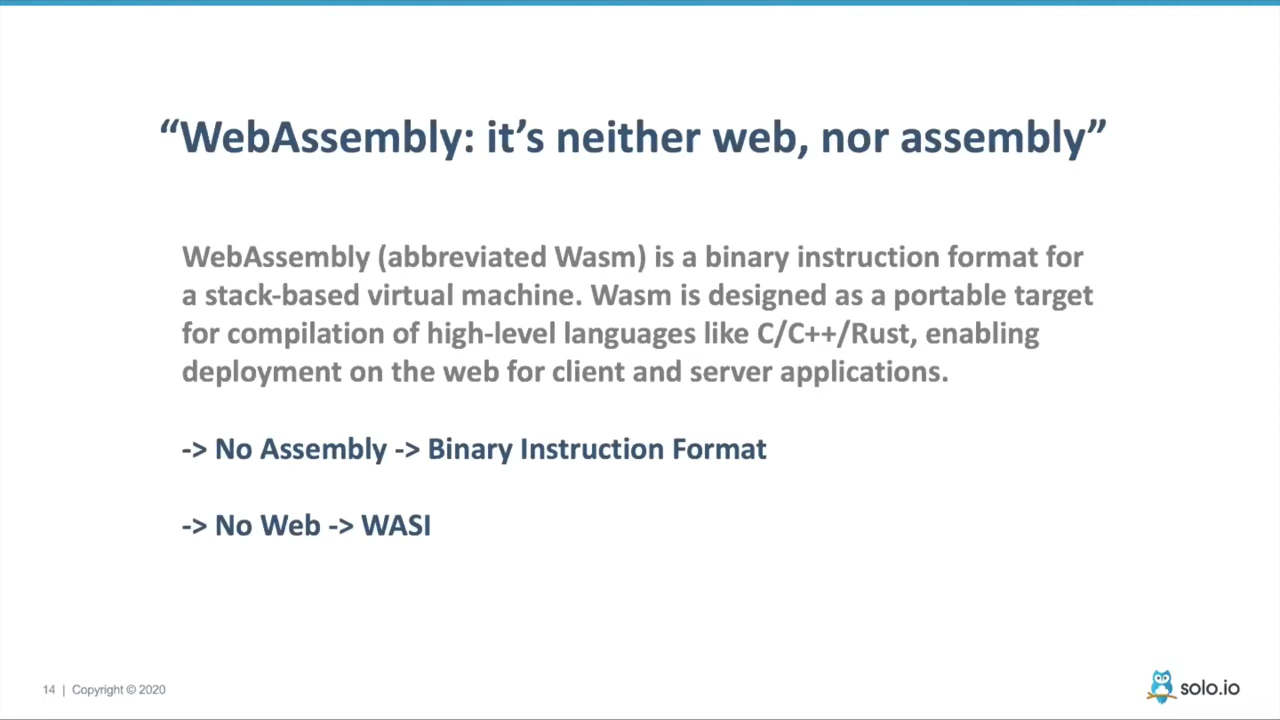 “WebAssembly: it’s neither web, nor assembly”
WebAssembly (abbreviated Wasm) is a binary instruction format for
a stack-based virtual machine. Wasm is designed as a portable target
for compilation of high-level languages like C/C++/Rust, enabling
deployment on the web for client and server applications.
-> No Assembly -> Binary Instruction Format
-> No Web -> WASI
14 | Copyright © 2020
solo.io